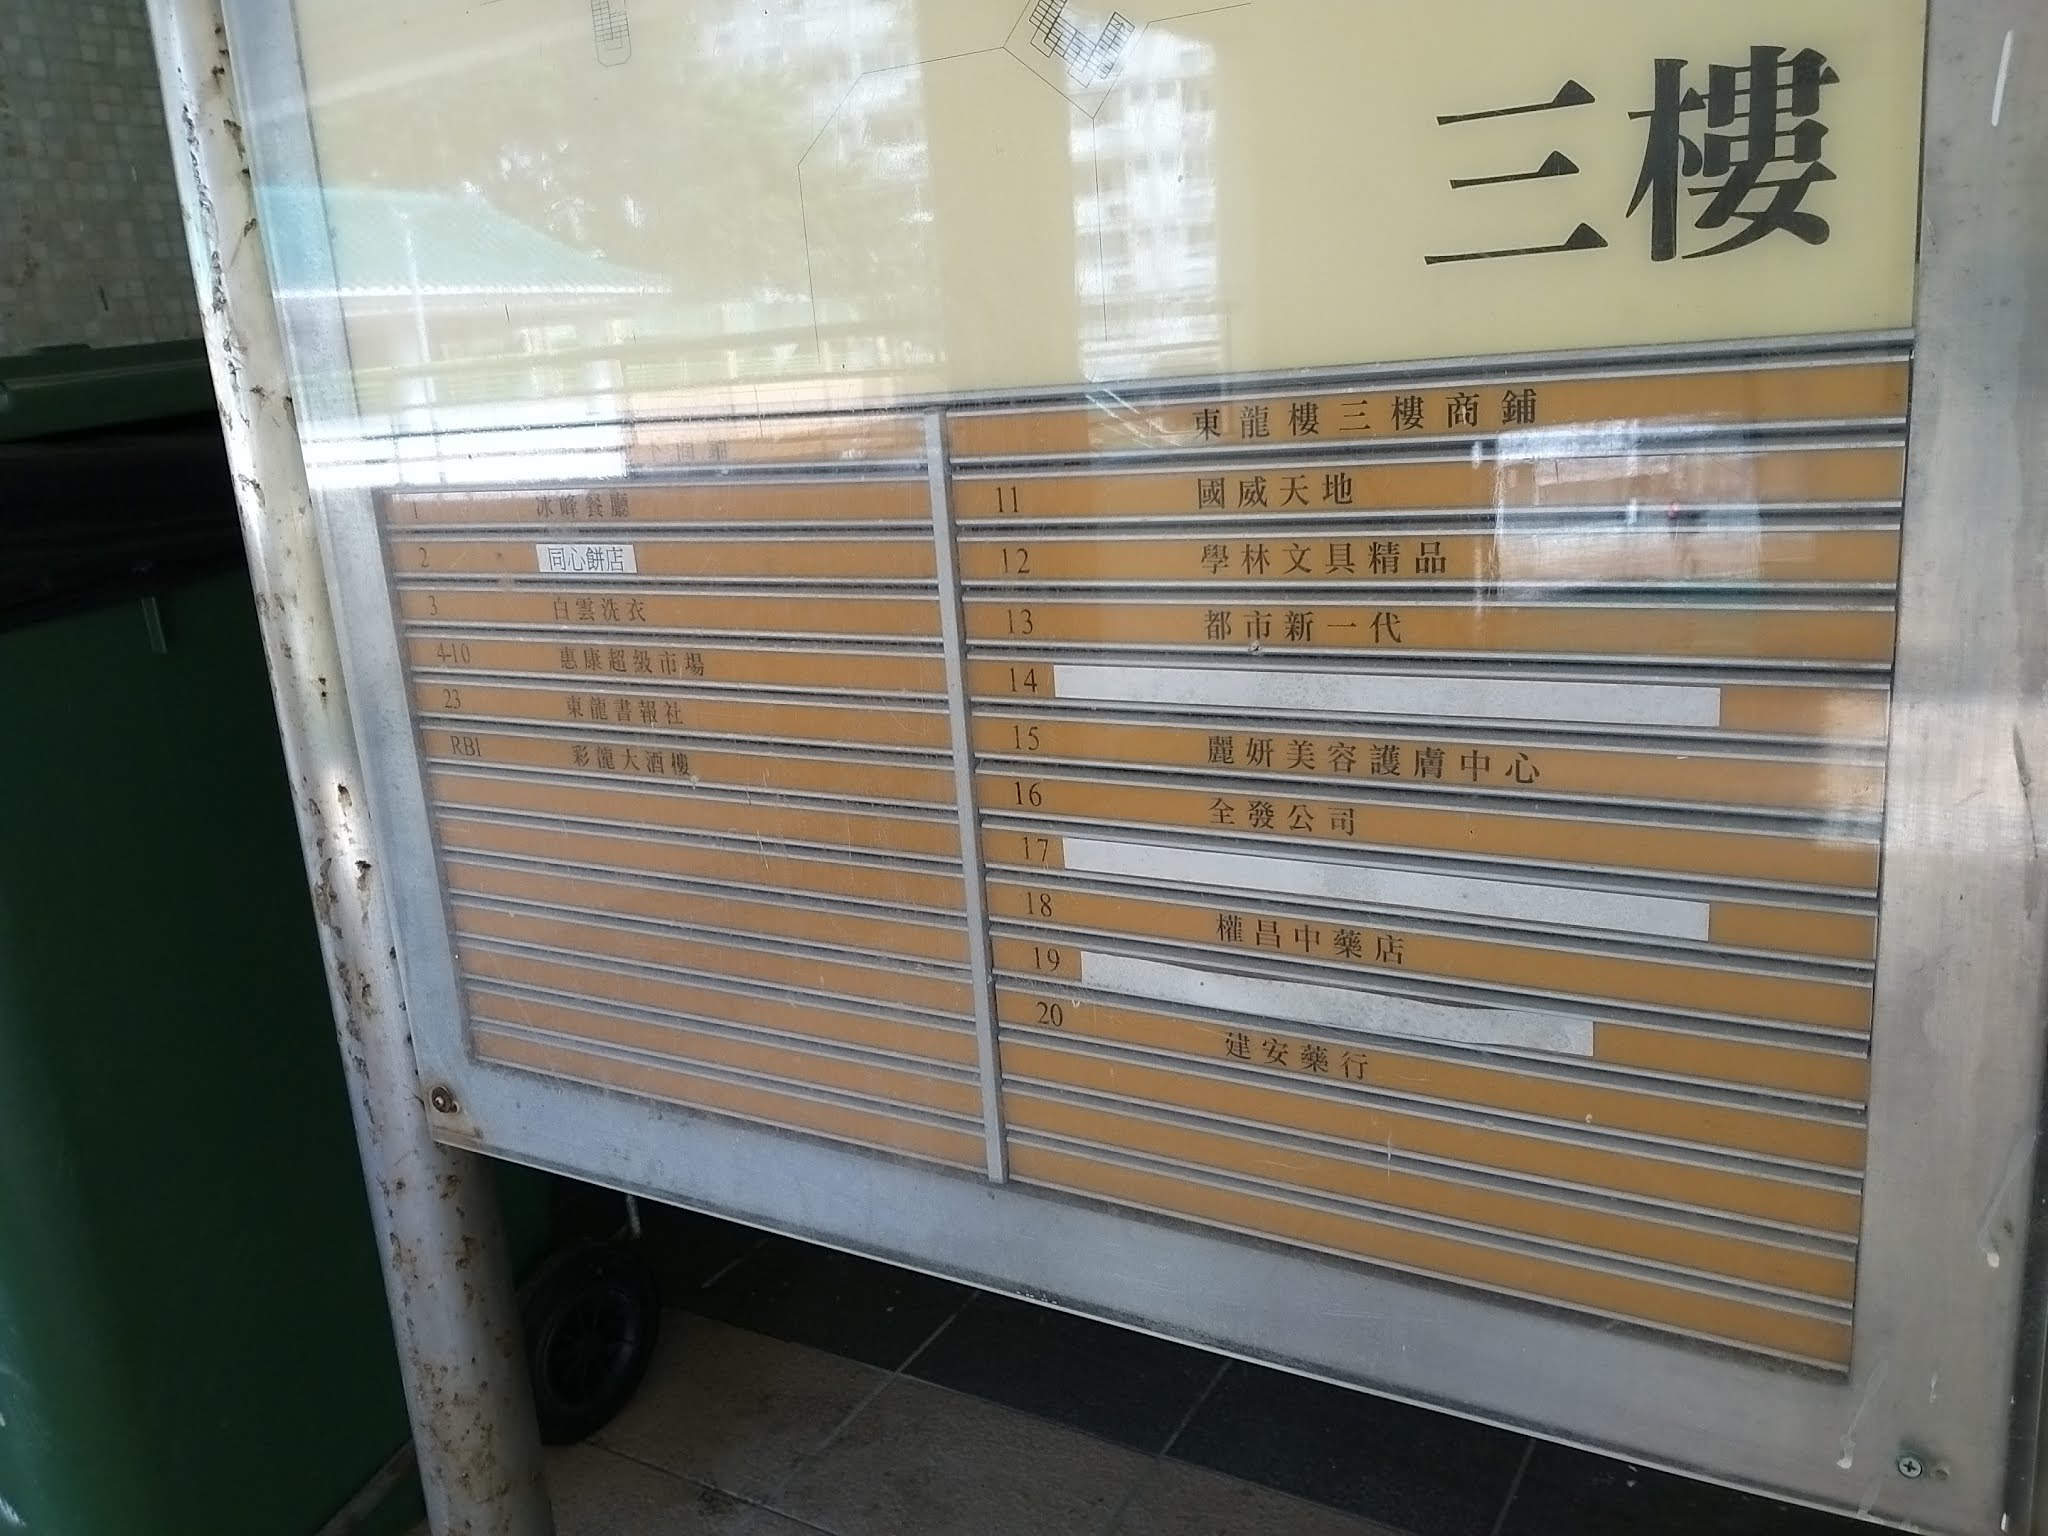 三樓
商鋪
1 冰峰餐廳
2 同心餅店
3 白雲洗衣
4-10 惠康超級市場
23 東龍書報社
RB1 彩龍大酒樓
東龍樓三樓商鋪
11 國威天地
12 學林文具精品
13 都市新一代
14
15 麗妍美容護膚中心
16 全發公司
17
18 權昌中藥店
19
20 建安藥行